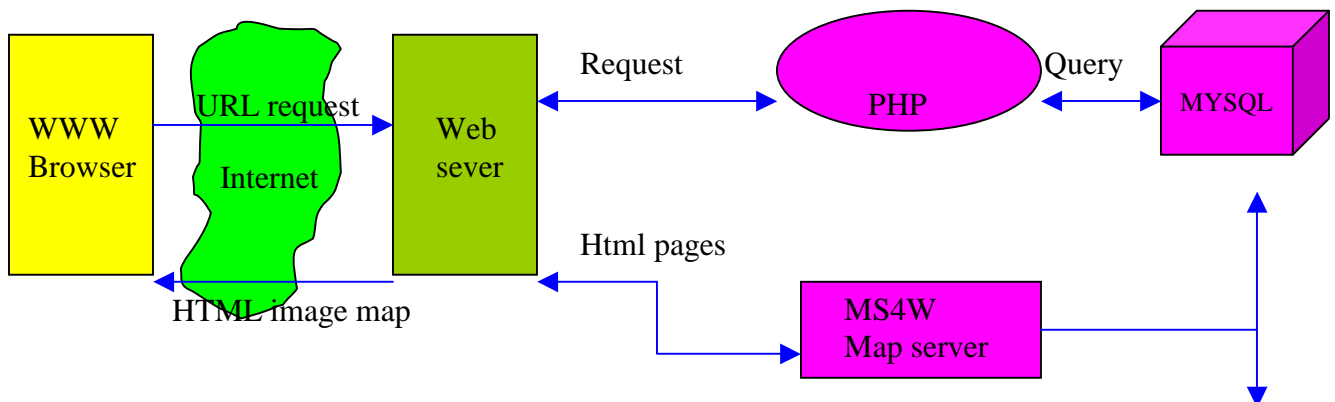 WWW
Browser
URL request
Internet
HTML image map
Web
sever
Request
PHP
Query
MYSQL
Html pages
MS4W
Map server